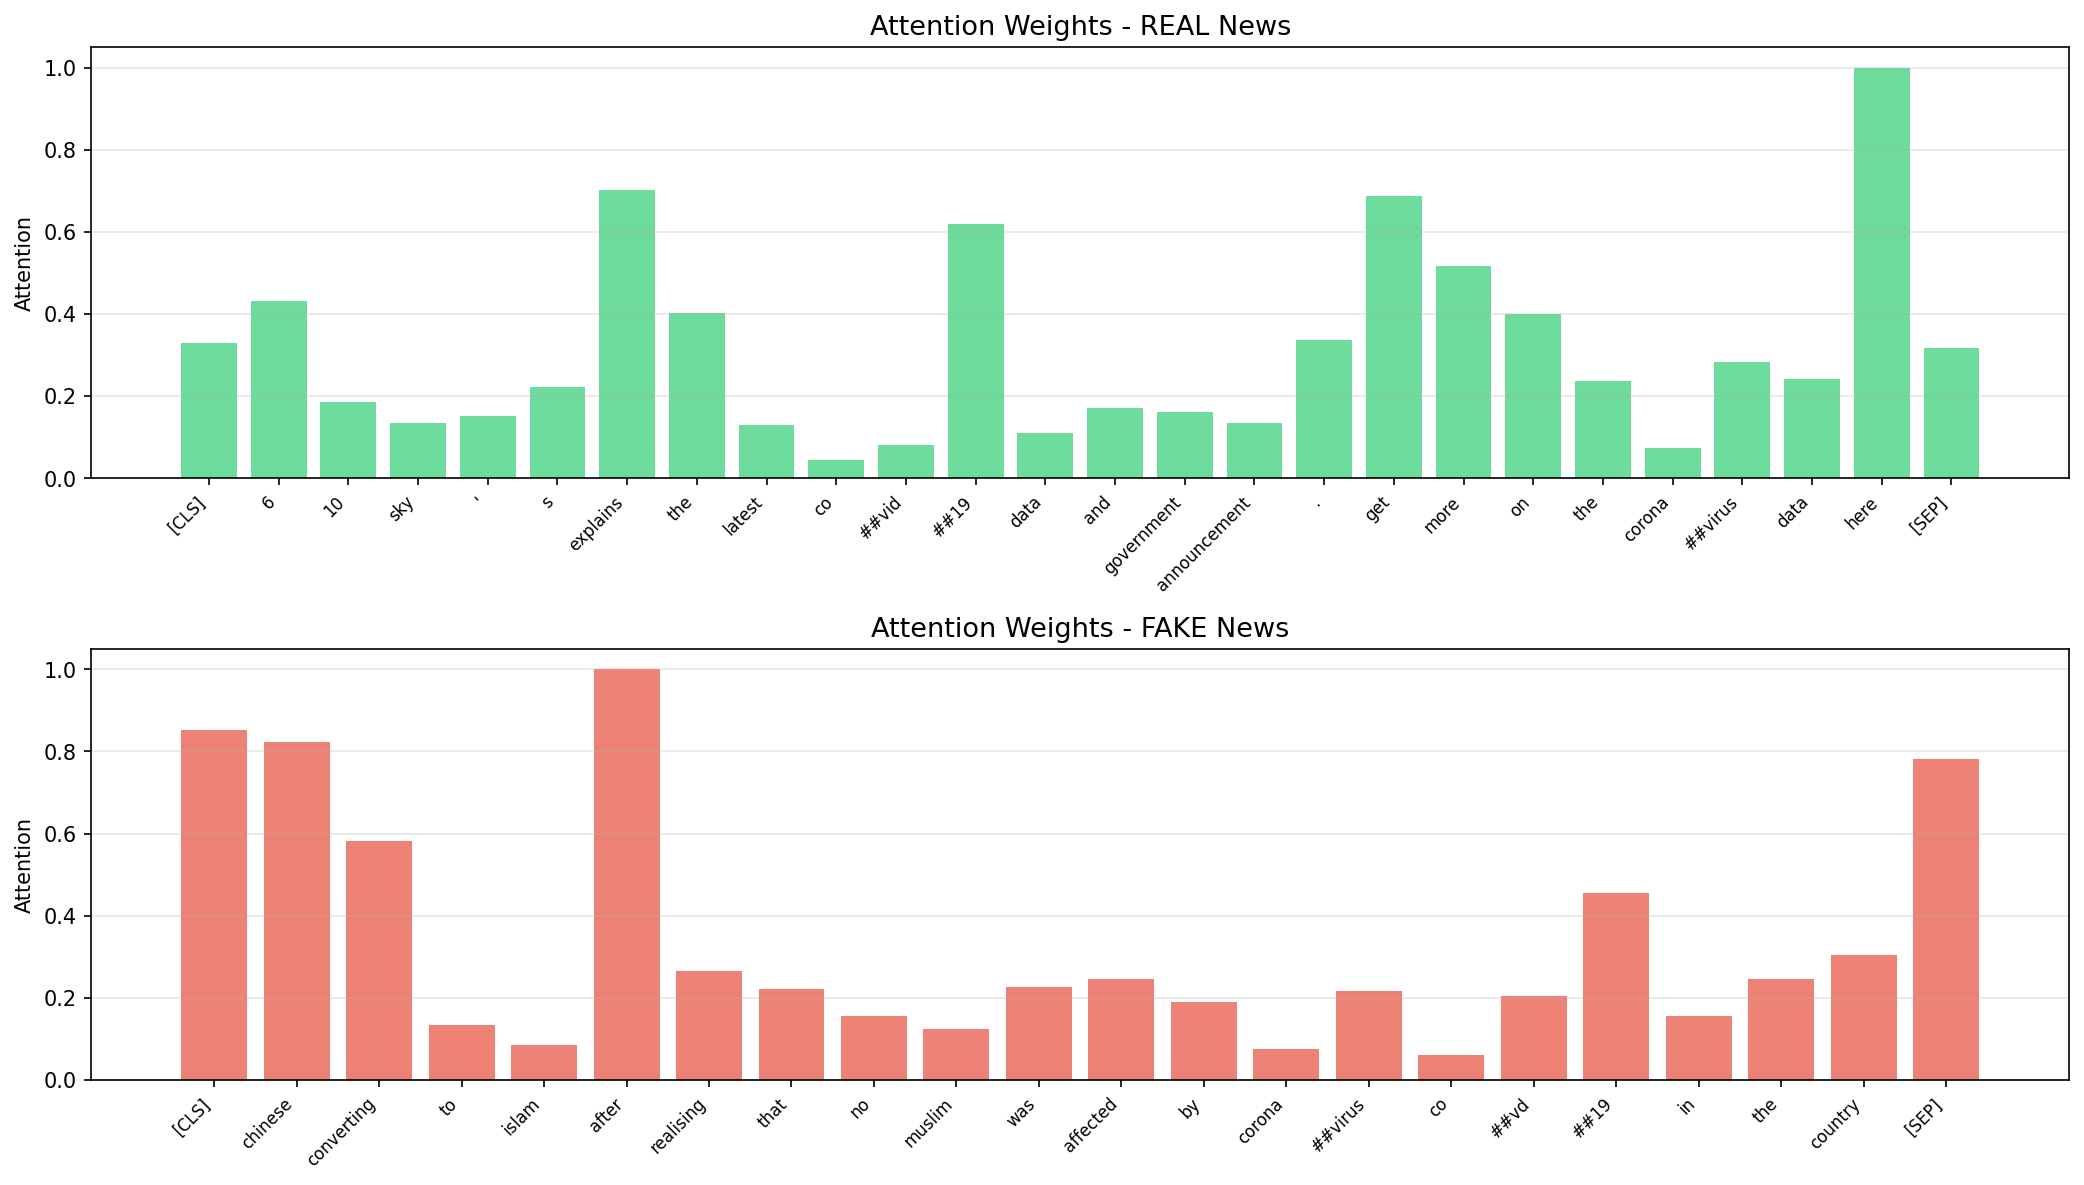 Attention Weights - REAL News
1.0
0.8
0.6
0.4
0.2
0.0
Attention
[CLS] 6 10 sky ' s explains the latest co ##vid ##19 data and government announcement . get more on the corona ##virus data here [SEP]
Attention Weights - FAKE News
1.0
0.8
0.6
0.4
0.2
0.0
Attention
[CLS] chinese converting to islam after realising that no muslim was affected by corona ##virus co ##vd ##19 in the country [SEP]